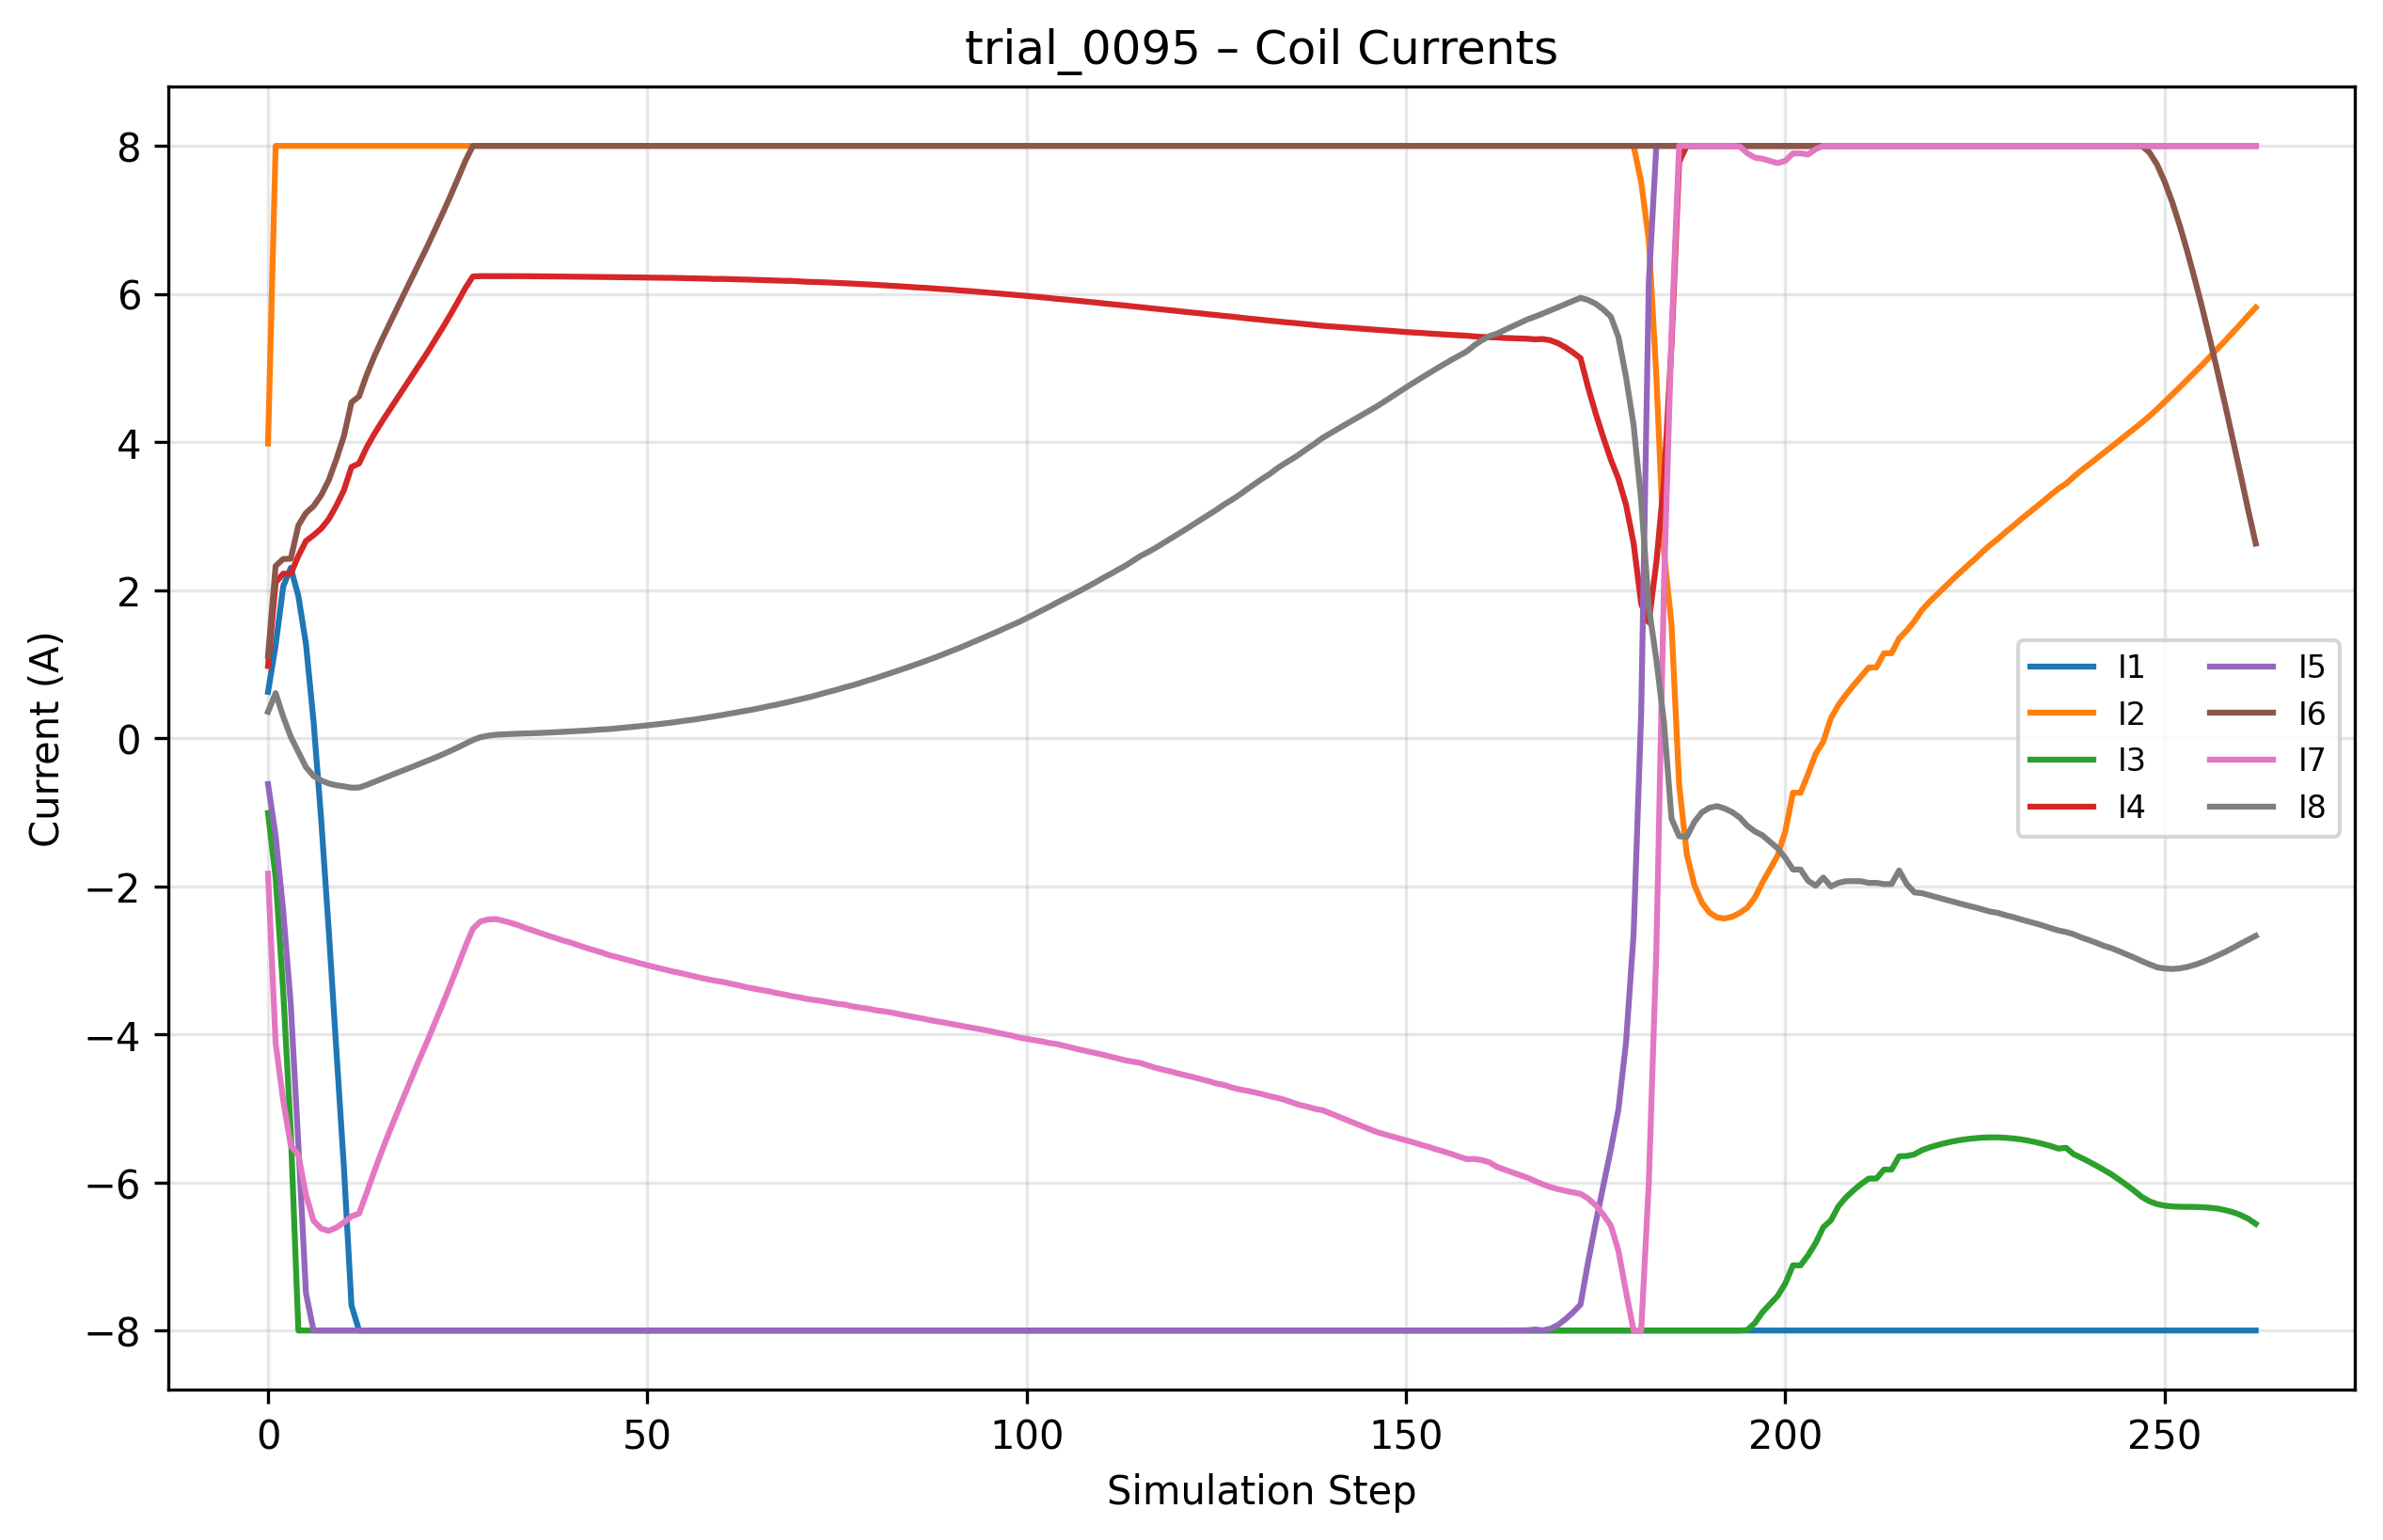 trial_0095 – Coil Currents
Current (A)
8
6
4
2
0
−2
−4
−6
−8
I1
I2
I3
I4
I5
I6
I7
I8
0
50
100
150
200
250
Simulation Step